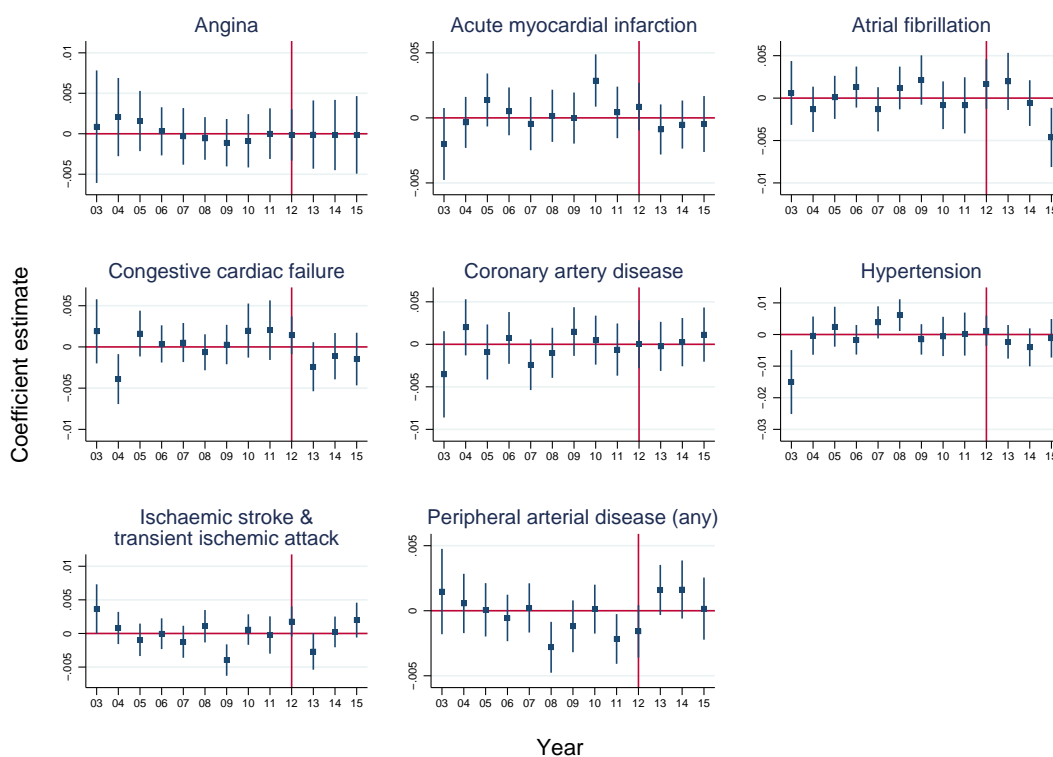 Coefficient estimate
Angina
.01
.005
0
-.005
03 04 05 06 07 08 09 10 11 12 13 14 15
Acute myocardial infarction
.005
0
-.005
03 04 05 06 07 08 09 10 11 12 13 14 15
Atrial fibrillation
.005
0
-.005
-.01
03 04 05 06 07 08 09 10 11 12 13 14 15
Congestive cardiac failure
.005
0
-.005
-.01
03 04 05 06 07 08 09 10 11 12 13 14 15
Coronary artery disease
.005
0
-.005
-.01
03 04 05 06 07 08 09 10 11 12 13 14 15
Hypertension
.01
0
-.01
-.02
-.03
03 04 05 06 07 08 09 10 11 12 13 14 15
Ischaemic stroke &
transient ischemic attack
.01
.005
0
-.005
03 04 05 06 07 08 09 10 11 12 13 14 15
Peripheral arterial disease (any)
.005
0
-.005
03 04 05 06 07 08 09 10 11 12 13 14 15
Year